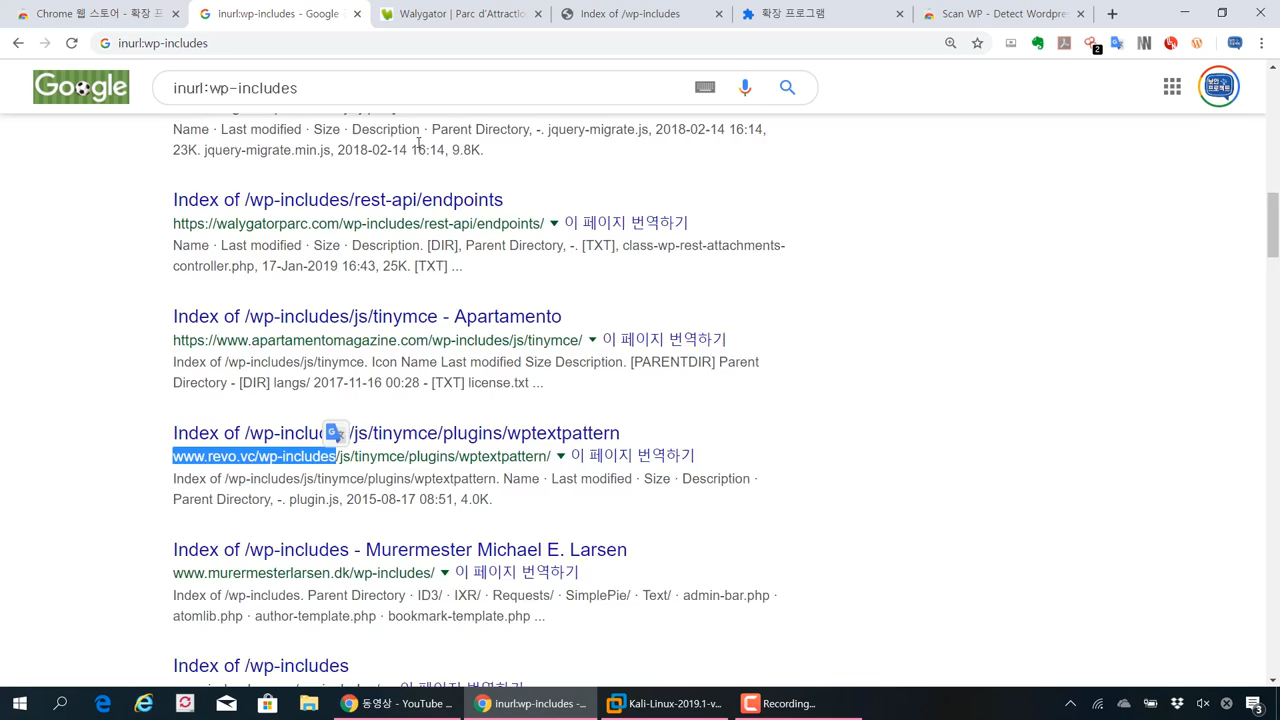 Chrome 웹 스토어 - 확장 프
inurl:wp-includes - Google
Walygator | Parc d'Attraction
Index of /wp-includes
확장 프로그램
Scan WP - Detect Wordpres
inurl:wp-includes
2
Google
inurl:wp-includes
Name · Last modified · Size · Description · Parent Directory, -. jquery-migrate.js, 2018-02-14 16:14,
23K. jquery-migrate.min.js, 2018-02-14 16:14, 9.8K.
Index of /wp-includes/rest-api/endpoints
https://walygatorparc.com/wp-includes/rest-api/endpoints/ 이 페이지 번역하기
Name · Last modified · Size · Description. [DIR], Parent Directory, -. [TXT], class-wp-rest-attachments-
controller.php, 17-Jan-2019 16:43, 25K. [TXT] ...
Index of /wp-includes/js/tinymce - Apartamento
https://www.apartamentomagazine.com/wp-includes/js/tinymce/ 이 페이지 번역하기
Index of /wp-includes/js/tinymce. Icon Name Last modified Size Description. [PARENTDIR] Parent
Directory - [DIR] langs/ 2017-11-16 00:28 - [TXT] license.txt ...
Index of /wp-includes/js/tinymce/plugins/wptextpattern
www.revo.vc/wp-includes/js/tinymce/plugins/wptextpattern/ 이 페이지 번역하기
Index of /wp-includes/js/tinymce/plugins/wptextpattern. Name · Last modified · Size · Description ·
Parent Directory, -. plugin.js, 2015-08-17 08:51, 4.0K.
Index of /wp-includes - Murermester Michael E. Larsen
www.murermesterlarsen.dk/wp-includes/ 이 페이지 번역하기
Index of /wp-includes. Parent Directory · ID3/ · IXR/ · Requests/ · SimplePie/ · Text/ · admin-bar.php ·
atomlib.php · author-template.php · bookmark-template.php ...
Index of /wp-includes
동영상 - YouTube ...
inurl:wp-includes -...
Kali-Linux-2019.1-v...
Recording...
3